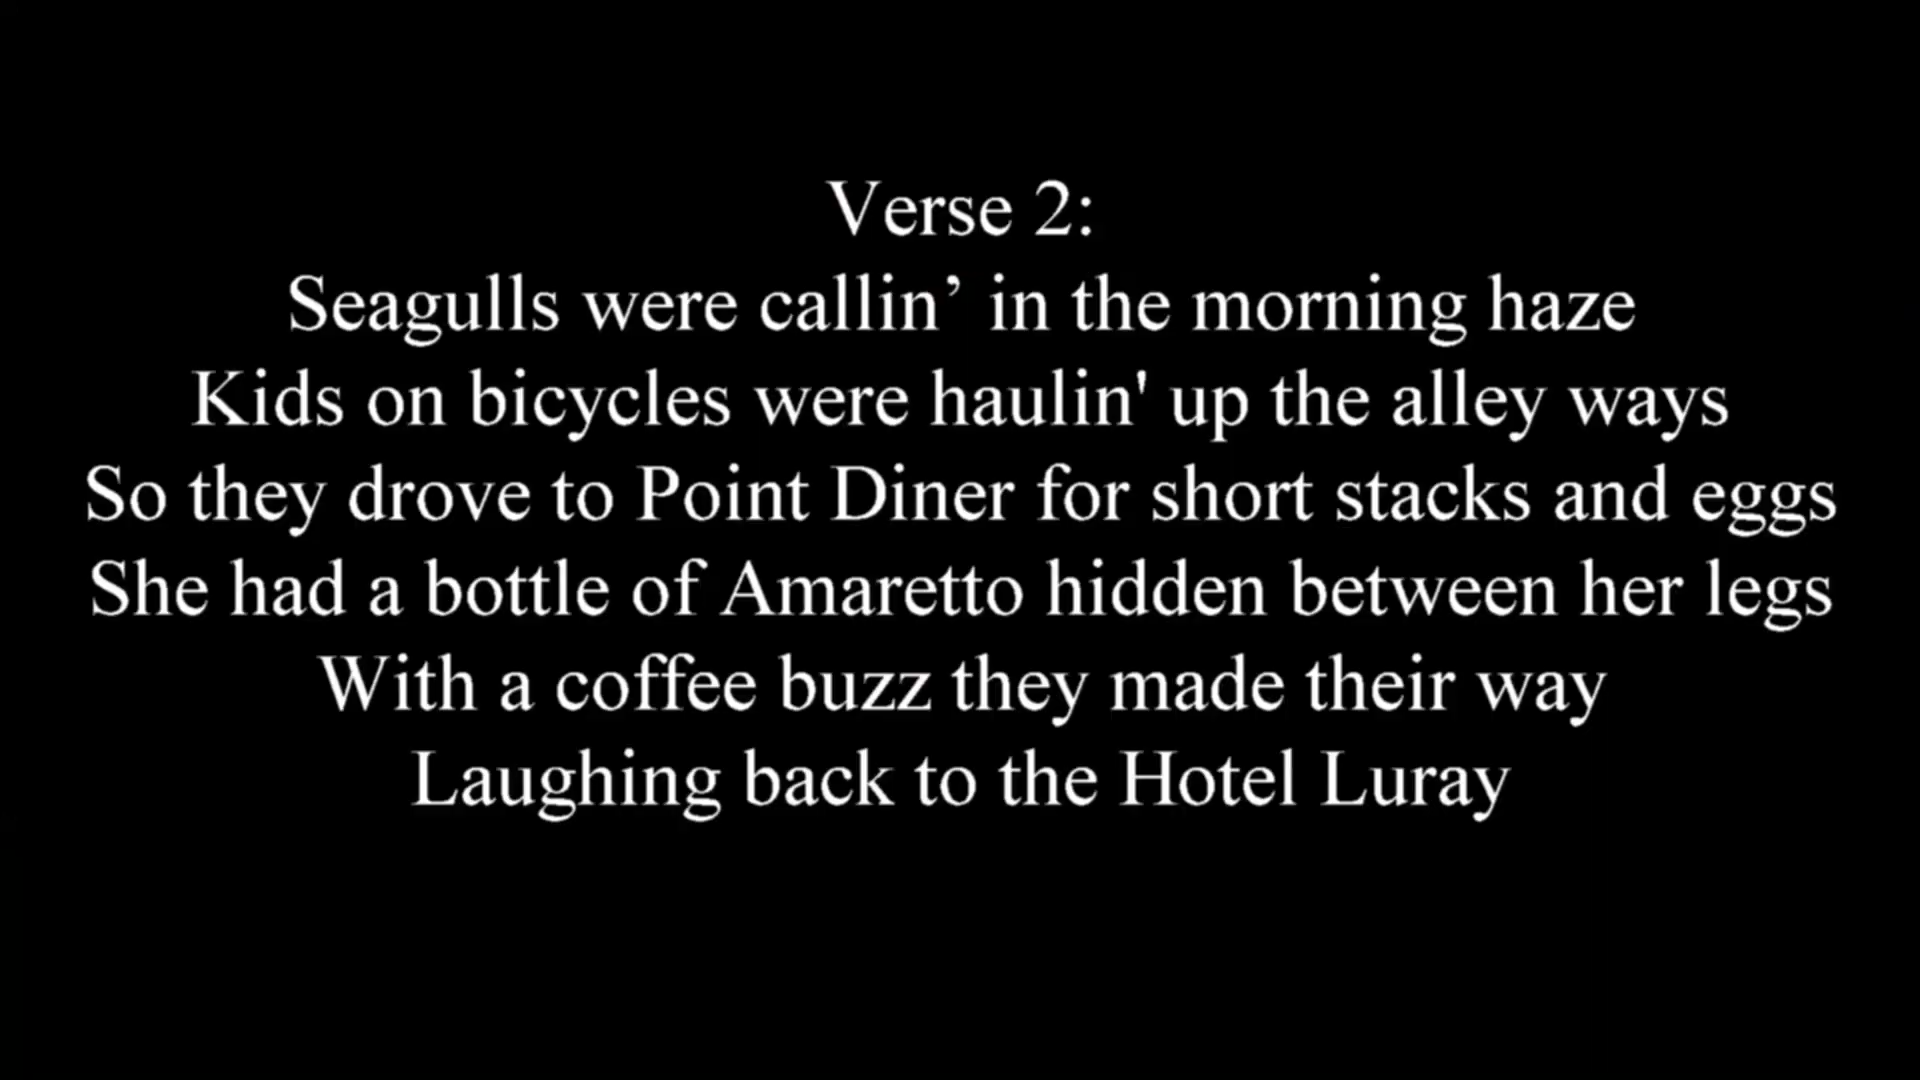 Verse 2:
Seagulls were callin’ in the morning haze
Kids on bicycles were haulin' up the alley ways
So they drove to Point Diner for short stacks and eggs
She had a bottle of Amaretto hidden between her legs
With a coffee buzz they made their way
Laughing back to the Hotel Luray